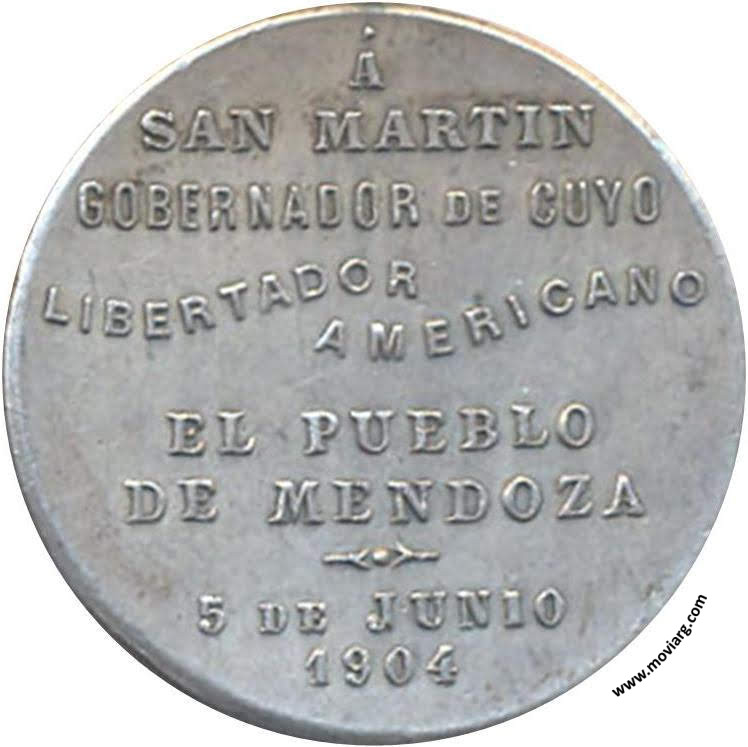 Á
SAN MARTIN
GOBERNADOR DE CUYO
LIBERTADOR
AMERICANO
EL PUEBLO
DE MENDOZA
5 DE JUNIO
1904
www.moviarg.com